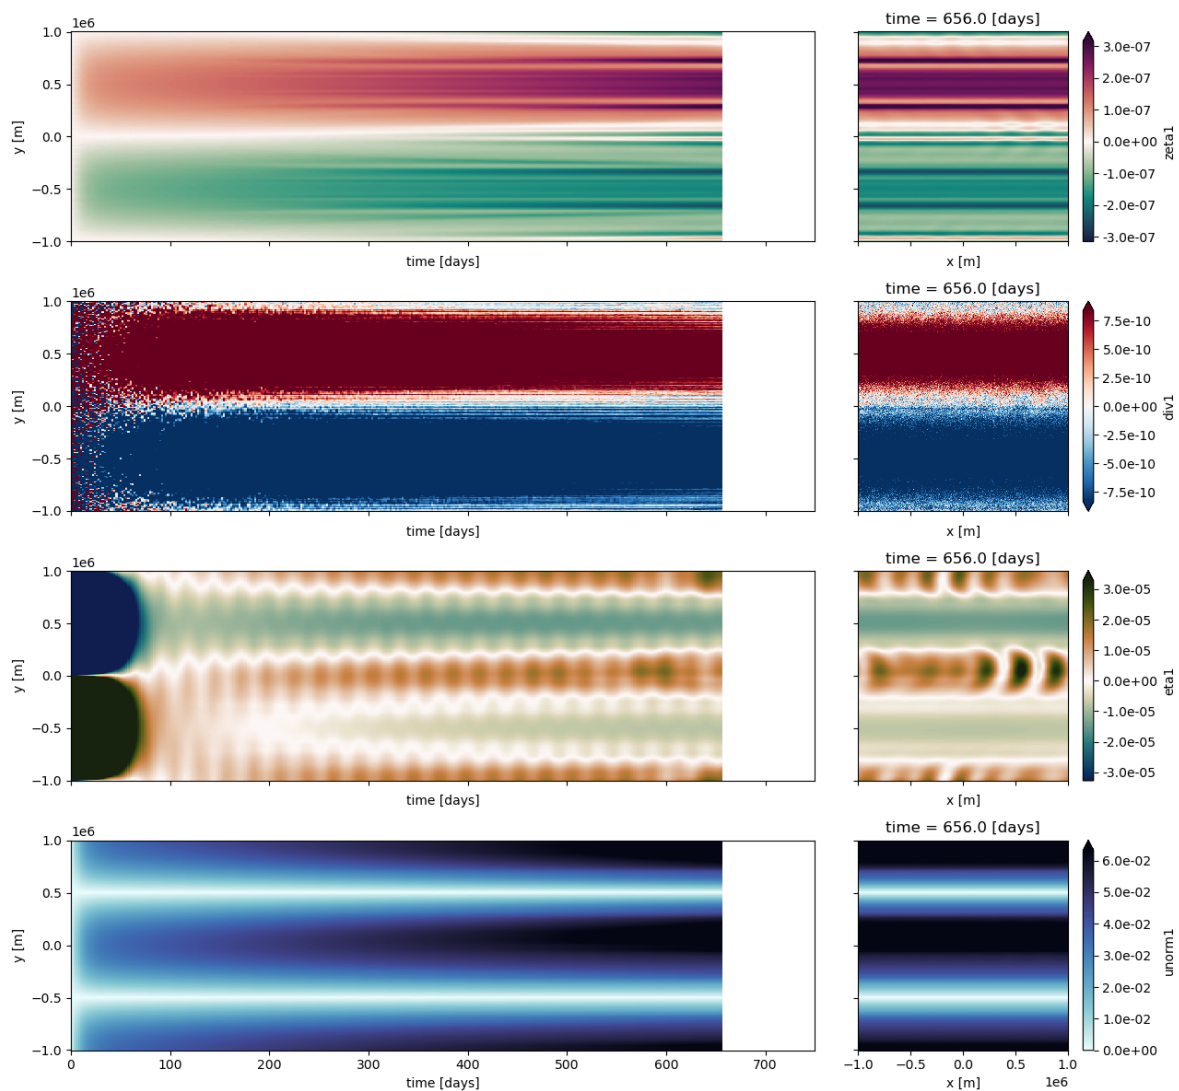 1e6
time = 656.0 [days]
1.0
0.5
0.0
−0.5
−1.0
y [m]
time [days]
x [m]
3.0e-07
2.0e-07
1.0e-07
0.0e+00
-1.0e-07
-2.0e-07
-3.0e-07
zeta1
1e6
time = 656.0 [days]
1.0
0.5
0.0
−0.5
−1.0
y [m]
time [days]
x [m]
7.5e-10
5.0e-10
2.5e-10
0.0e+00
-2.5e-10
-5.0e-10
-7.5e-10
div1
1e6
time = 656.0 [days]
1.0
0.5
0.0
−0.5
−1.0
y [m]
time [days]
x [m]
3.0e-05
2.0e-05
1.0e-05
0.0e+00
-1.0e-05
-2.0e-05
-3.0e-05
eta1
1e6
time = 656.0 [days]
1.0
0.5
0.0
−0.5
−1.0
y [m]
0 100 200 300 400 500 600 700
time [days]
−1.0 −0.5 0.0 0.5 1.0
x [m]
1e6
6.0e-02
5.0e-02
4.0e-02
3.0e-02
2.0e-02
1.0e-02
0.0e+00
unorm1